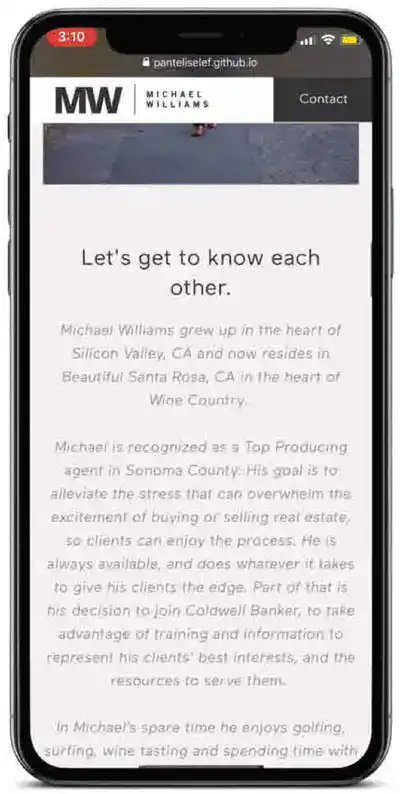 3:10
panteliselef.github.io
MW
MICHAEL
WILLIAMS
Contact
Let's get to know each
other.
Michael Williams grew up in the heart of
Silicon Valley, CA and now resides in
Beautiful Santa Rosa, CA in the heart of
Wine Country.
Michael is recognized as a Top Producing
agent in Sonoma County. His goal is to
alleviate the stress that can overwhelm the
excitement of buying or selling real estate,
so clients can enjoy the process. He is
always available, and does whatever it takes
to give his clients the edge. Part of that is
his decision to join Coldwell Banker, to take
advantage of training and information to
represent his clients' best interests, and the
resources to serve them.
In Michael's spare time he enjoys golfing,
surfing, wine tasting and spending time with